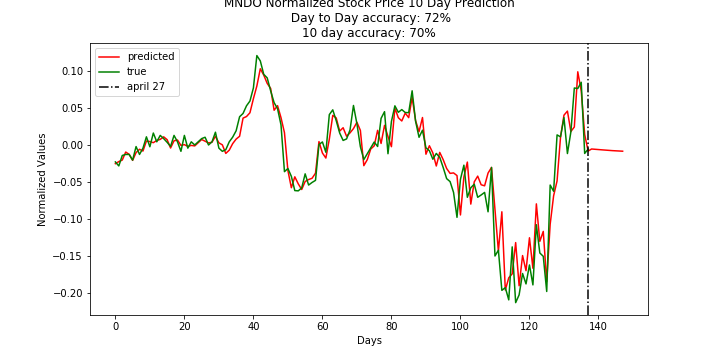 MNDO Normalized Stock Price 10 Day Prediction
Day to Day accuracy: 72%
10 day accuracy: 70%
predicted
true
april 27
Normalized Values
0.10
0.05
0.00
−0.05
−0.10
−0.15
−0.20
0 20 40 60 80 100 120 140
Days